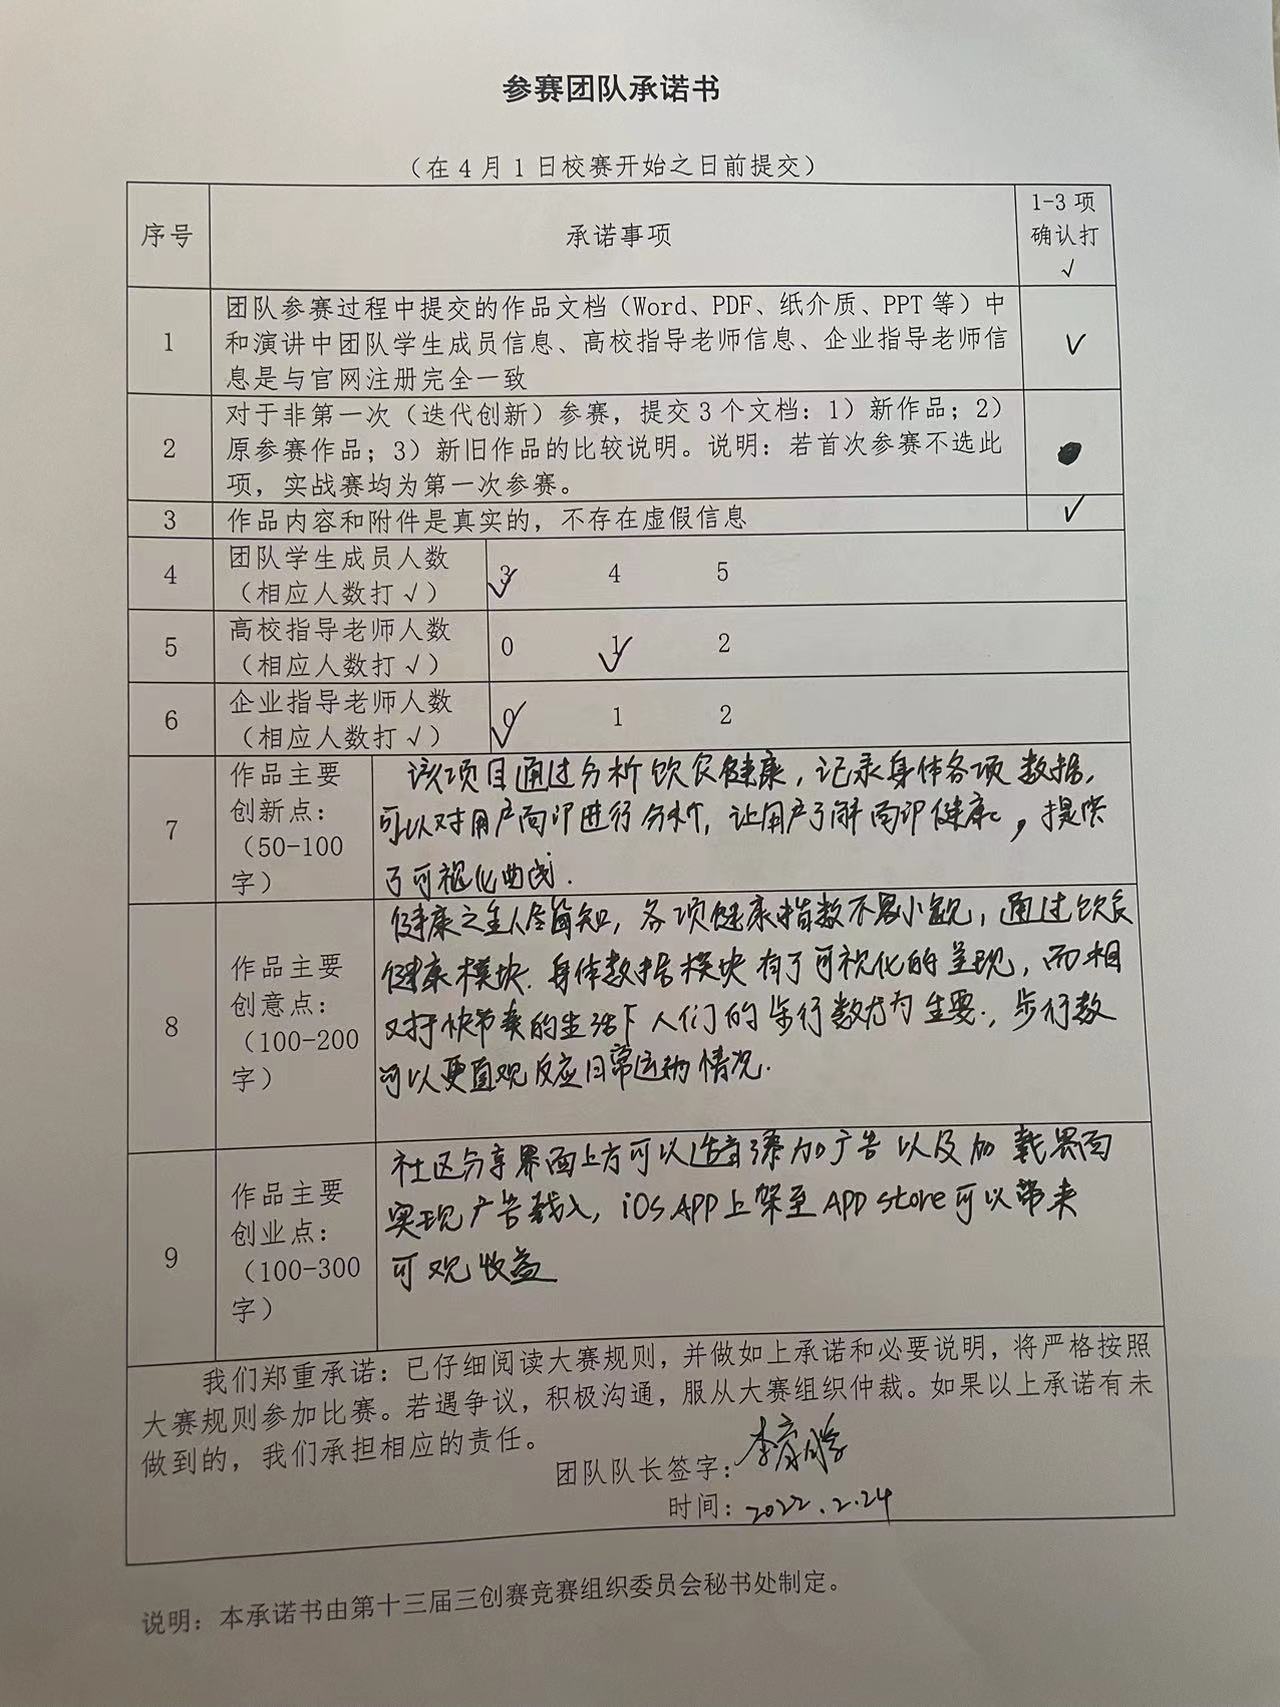 参赛团队承诺书
（在4月1日校赛开始之日前提交）
序号
承诺事项
1-3 项
确认打
√
1
团队参赛过程中提交的作品文档（Word、PDF、纸介质、PPT 等）中
和演讲中团队学生成员信息、高校指导老师信息、企业指导老师信
息是与官网注册完全一致
√
2
对于非第一次（迭代创新）参赛，提交3个文档：1）新作品；2）
原参赛作品；3）新旧作品的比较说明。说明：若首次参赛不选此
项，实战赛均为第一次参赛。
3
作品内容和附件是真实的，不存在虚假信息
√
4
团队学生成员人数
（相应人数打√）
3 √ 4 5
5
高校指导老师人数
（相应人数打√）
0 1 √ 2
6
企业指导老师人数
（相应人数打√）
0 √ 1 2
7
作品主要
创新点：
（50-100
字）
该项目通过分析饮食健康，记录身体各项数据，
可以对用户面印进行分析，让用户了解面印健康，提供
了可视化曲线.
8
作品主要
创意点：
（100-200
字）
健康之主人尽皆知，各项健康指数不容小觑，通过饮食
健康模块.身体数据模块有了可视化的呈现，而相
对于快节奏的生活下人们的步行数尤为重要.，步行数
可以更直观反应日常运动情况.
9
作品主要
创业点：
（100-300
字）
社区分享界面上方可以适当添加广告以及加载界面
实现广告载入，iOS APP上架至APP store可以带来
可观收益
我们郑重承诺：已仔细阅读大赛规则，并做如上承诺和必要说明，将严格按照
大赛规则参加比赛。若遇争议，积极沟通，服从大赛组织仲裁。如果以上承诺有未
做到的，我们承担相应的责任。
团队队长签字：李
时间：2022.2.24
说明：本承诺书由第十三届三创赛竞赛组织委员会秘书处制定。